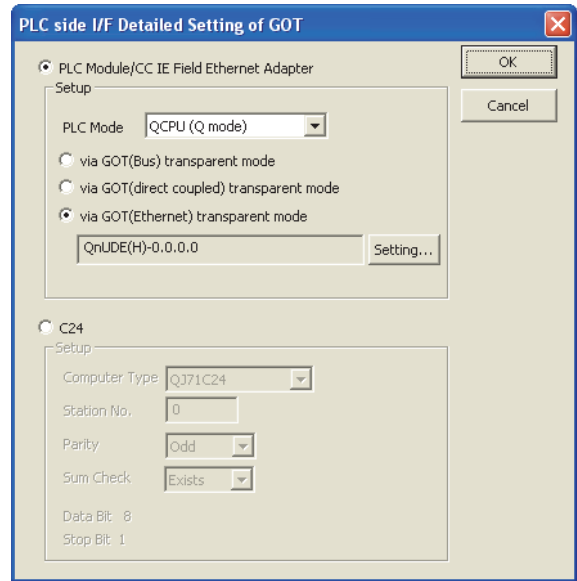 PLC side I/F Detailed Setting of GOT
PLC Module/CC IE Field Ethernet Adapter
OK
Cancel
Setup
PLC Mode QCPU (Q mode)
via GOT(Bus) transparent mode
via GOT(direct coupled) transparent mode
via GOT(Ethernet) transparent mode
QnUDE(H)-0.0.0.0 Setting...
C24
Setup
Computer Type QJ71C24
Station No. 0
Parity Odd
Sum Check Exists
Data Bit 8
Stop Bit 1